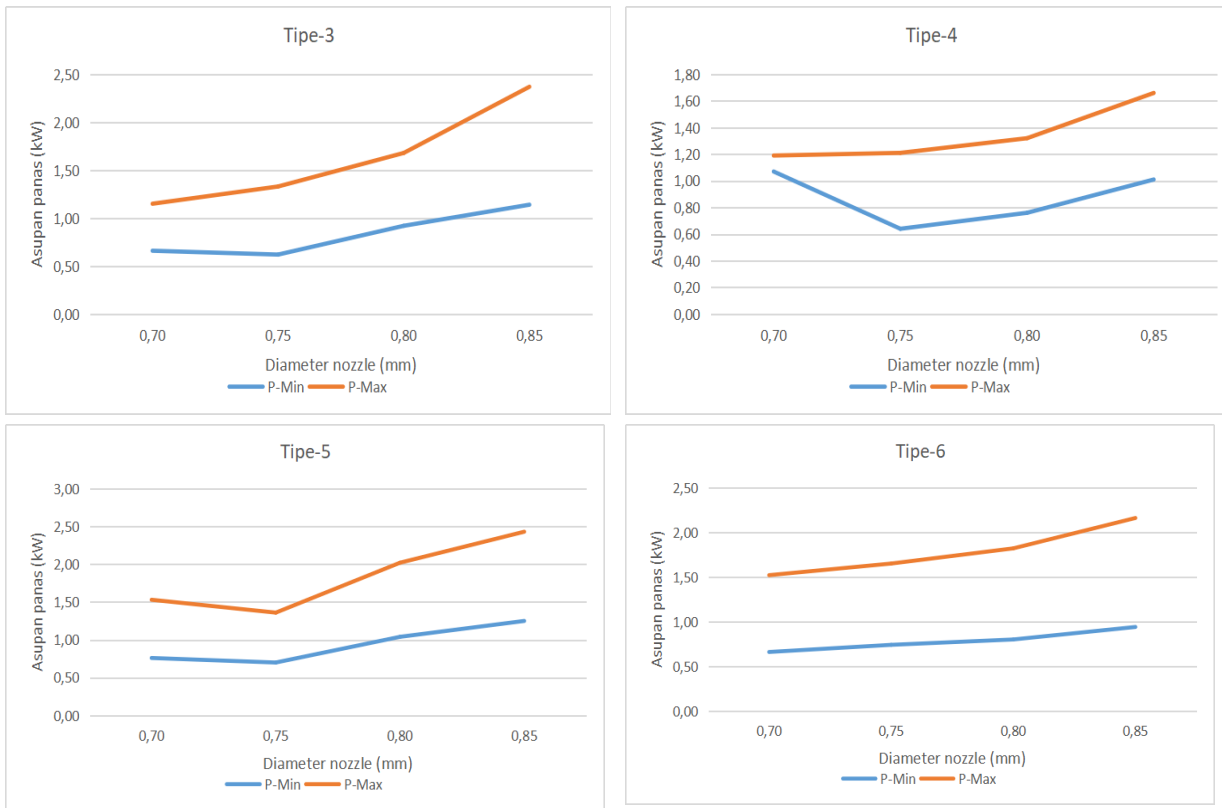 Tipe-3
Asupan panas (kW)
2,50
2,00
1,50
1,00
0,50
0,00
0,70 0,75 0,80 0,85
Diameter nozzle (mm)
P-Min P-Max
Tipe-4
Asupan panas (kW)
1,80
1,60
1,40
1,20
1,00
0,80
0,60
0,40
0,20
0,00
0,70 0,75 0,80 0,85
Diameter nozzle (mm)
P-Min P-Max
Tipe-5
Asupan panas (kW)
3,00
2,50
2,00
1,50
1,00
0,50
0,00
0,70 0,75 0,80 0,85
Diameter nozzle (mm)
P-Min P-Max
Tipe-6
Asupan panas (kW)
2,50
2,00
1,50
1,00
0,50
0,00
0,70 0,75 0,80 0,85
Diameter nozzle (mm)
P-Min P-Max